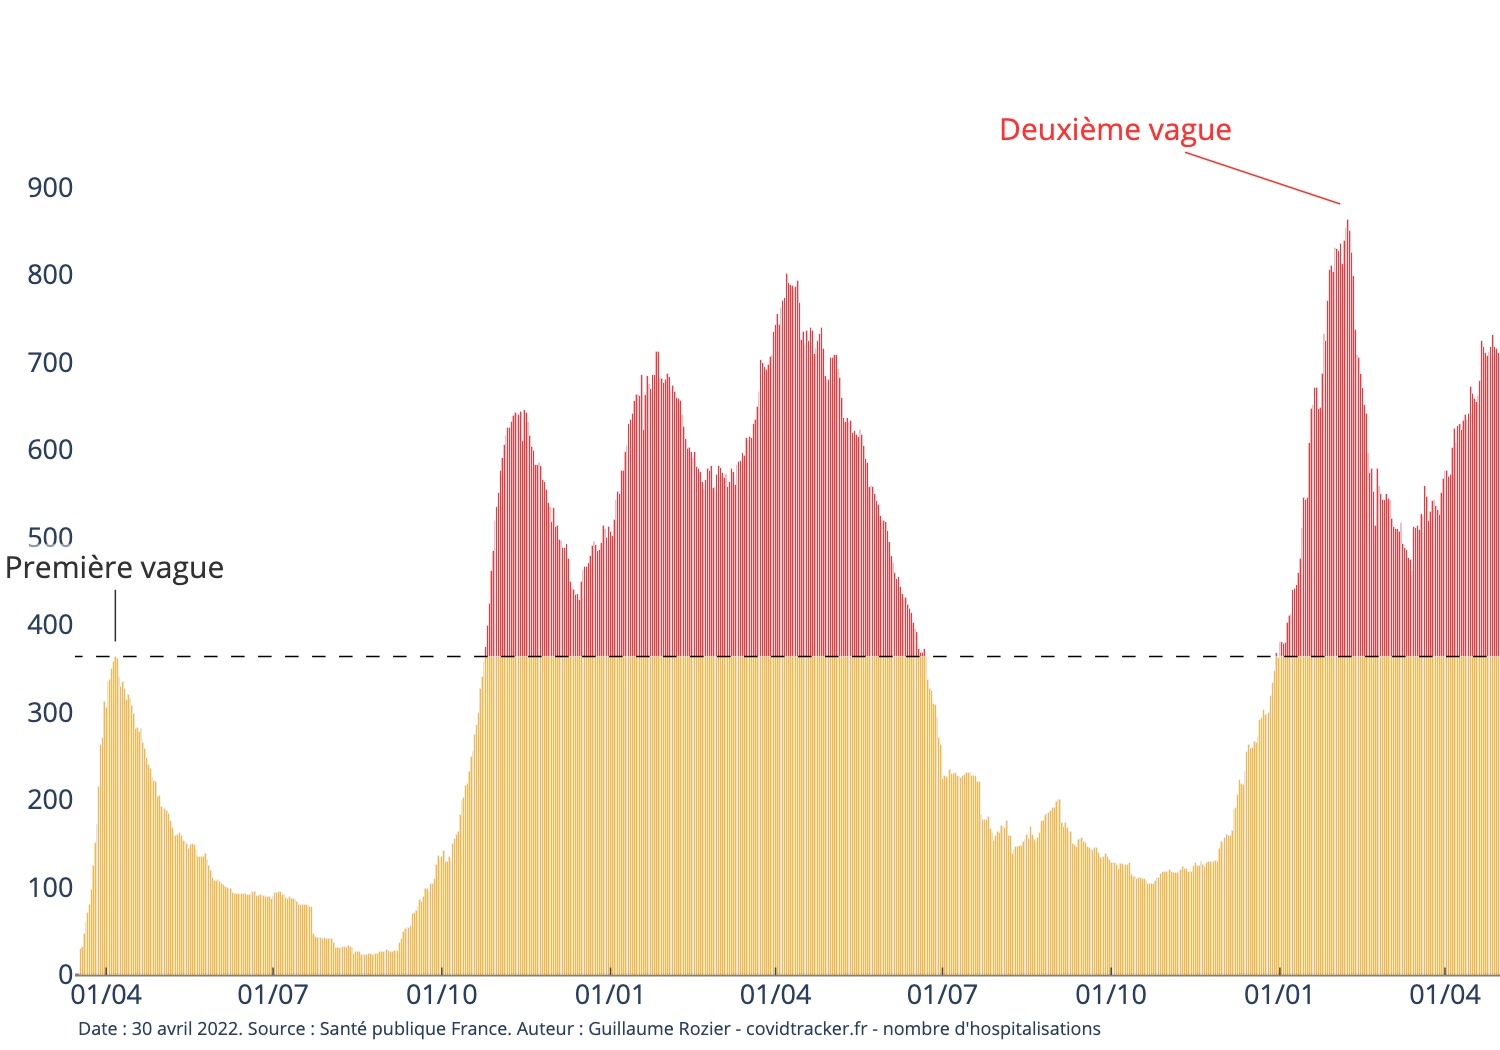 Deuxième vague
900
800
700
600
500
Première vague
400
300
200
100
0
01/04 01/07 01/10 01/01 01/04 01/07 01/10 01/01 01/04
Date : 30 avril 2022. Source : Santé publique France. Auteur : Guillaume Rozier - covidtracker.fr - nombre d'hospitalisations